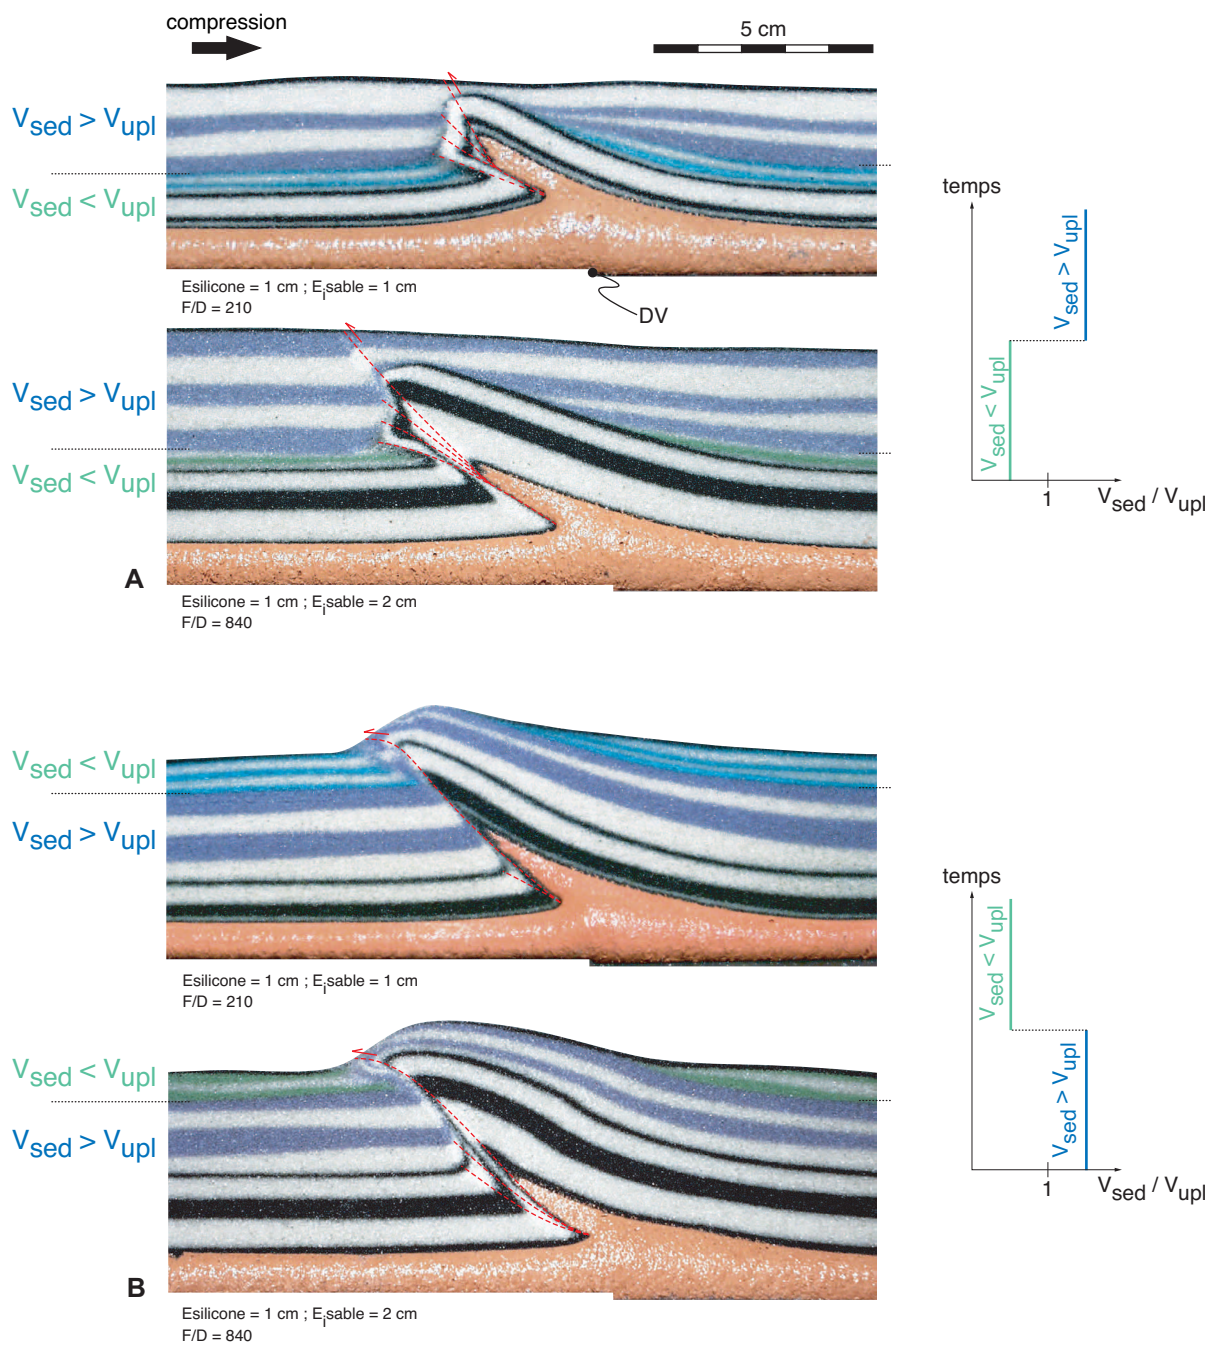 compression
5 cm
Vsed > Vupl
Vsed < Vupl
Esilicone = 1 cm ; Eisable = 1 cm
F/D = 210
DV
Vsed > Vupl
Vsed < Vupl
A
Esilicone = 1 cm ; Eisable = 2 cm
F/D = 840
temps
Vsed > Vupl
Vsed < Vupl
1
Vsed / Vupl
Vsed < Vupl
Vsed > Vupl
Esilicone = 1 cm ; Eisable = 1 cm
F/D = 210
Vsed < Vupl
Vsed > Vupl
B
Esilicone = 1 cm ; Eisable = 2 cm
F/D = 840
temps
Vsed < Vupl
Vsed > Vupl
1
Vsed / Vupl